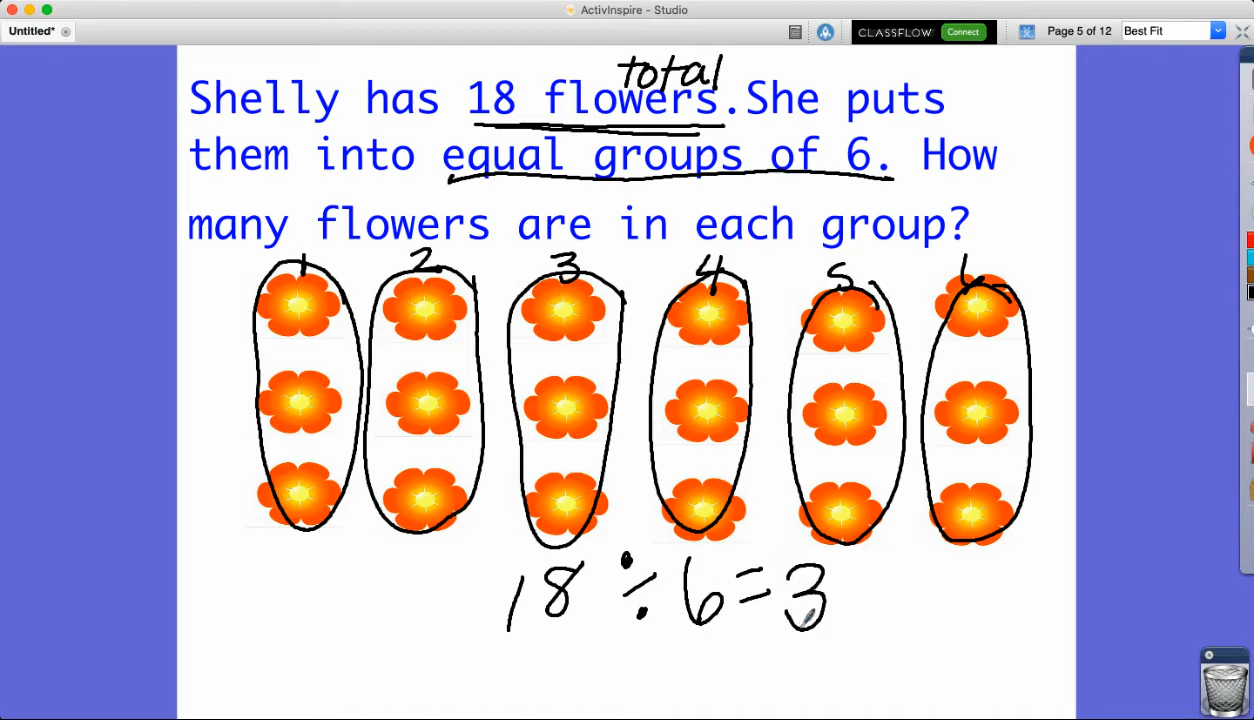 ActivInspire - Studio
Untitled*
CLASSFLOW Connect
Page 5 of 12
Best Fit
total
Shelly has 18 flowers.She puts
them into equal groups of 6. How
many flowers are in each group?
1 2 3 4 5 6
18 ÷ 6 = 3